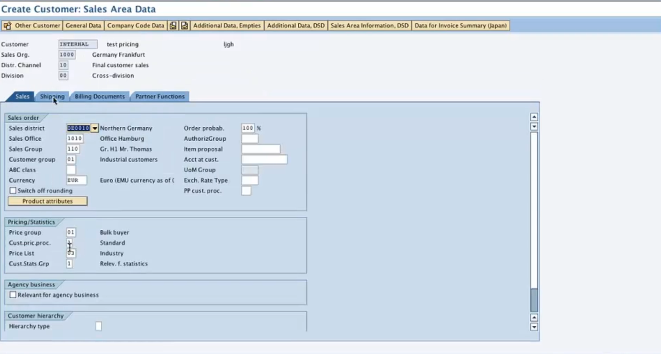 Create Customer: Sales Area Data
Other Customer General Data Company Code Data Additional Data, Empties Additional Data, DSD Sales Area Information, DSD Data for Invoice Summary (Japan)
Customer INTERNAL test pricing ljgh
Sales Org. 1000 Germany Frankfurt
Distr. Channel 10 Final customer sales
Division 00 Cross-division
Sales Shipping Billing Documents Partner Functions
Sales order
Sales district Northern Germany Order probab. 100 %
Sales Office 1010 Office Hamburg AuthorizGroup
Sales Group 110 Gr. H1 Mr. Thomas Item proposal
Customer group 01 Industrial customers Acct at cust.
ABC class UoM Group
Currency EUR Euro (EMU currency as of ( Exch. Rate Type
Switch off rounding PP cust. proc.
Product attributes
Pricing/Statistics
Price group 01 Bulk buyer
Cust.pric.proc. Standard
Price List 03 Industry
Cust.Stats.Grp 1 Relev. f. statistics
Agency business
Relevant for agency business
Customer hierarchy
Hierarchy type